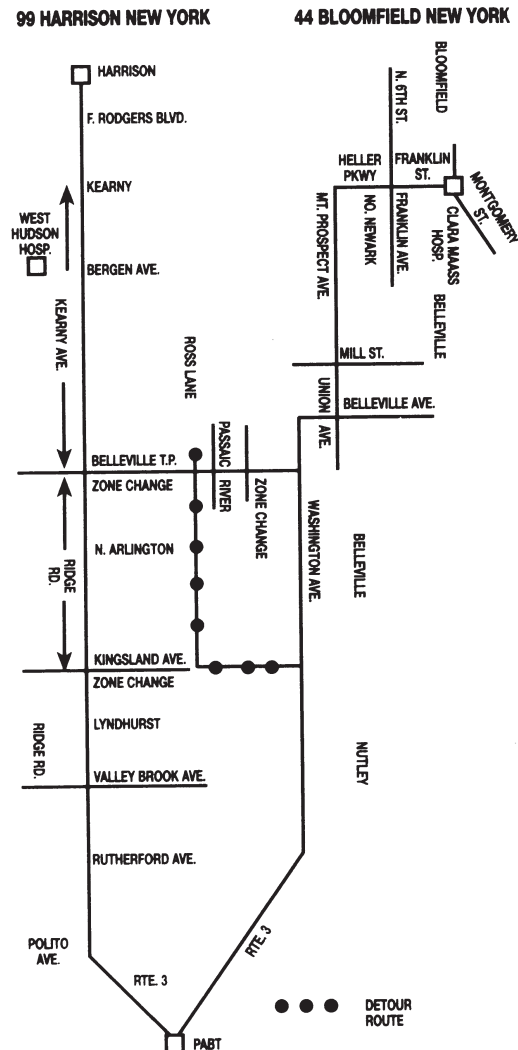 99 HARRISON NEW YORK
44 BLOOMFIELD NEW YORK
HARRISON
F. RODGERS BLVD.
KEARNY
WEST
HUDSON
HOSP.
BERGEN AVE.
KEARNY AVE.
BELLEVILLE T.P.
ZONE CHANGE
N. ARLINGTON
RIDGE
RD.
KINGSLAND AVE.
ZONE CHANGE
LYNDHURST
RIDGE RD.
VALLEY BROOK AVE.
RUTHERFORD AVE.
POLITO
AVE.
RTE. 3
PABT
ROSS LANE
PASSAIC
RIVER
ZONE CHANGE
BLOOMFIELD
N. 6TH ST.
HELLER
PKWY
FRANKLIN
ST.
MONTGOMERY
ST.
CLARA MAASS
HOSP.
FRANKLIN AVE.
NO. NEWARK
MT. PROSPECT AVE.
BELLEVILLE
MILL ST.
UNION
AVE.
BELLEVILLE AVE.
WASHINGTON AVE.
BELLEVILLE
NUTLEY
RTE. 3
DETOUR
ROUTE